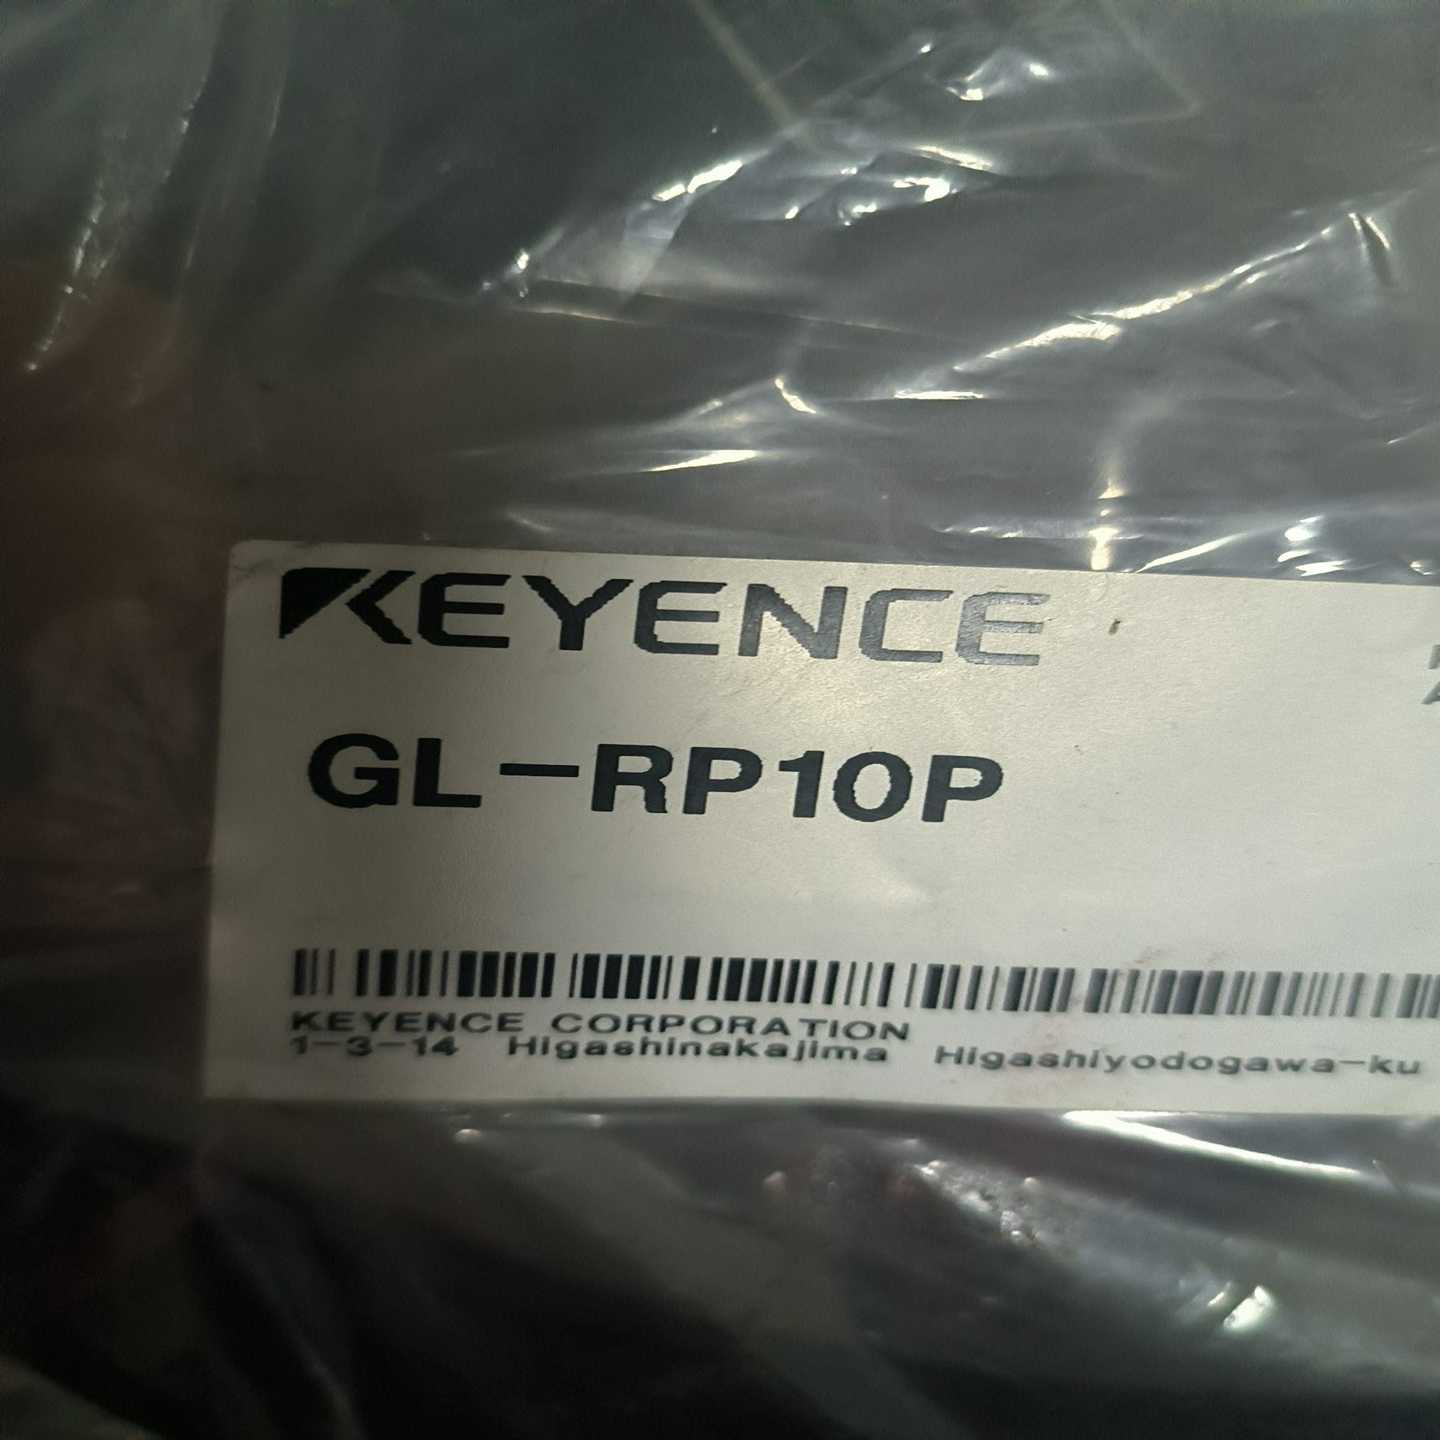 KEYENCE
GL-RP10P
KEYENCE CORPORATION
1-3-14 Higashinakajima Higashiyodogawa-ku